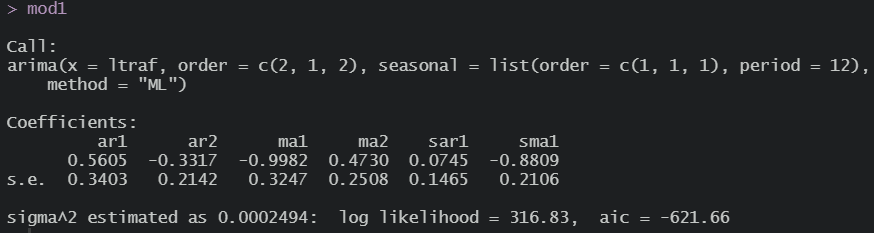 > mod1
Call:
arima(x = ltraf, order = c(2, 1, 2), seasonal = list(order = c(1, 1, 1), period = 12),
    method = "ML")
Coefficients:
         ar1      ar2      ma1     ma2    sar1     sma1
      0.5605  -0.3317  -0.9982  0.4730  0.0745  -0.8809
s.e.  0.3403   0.2142   0.3247  0.2508  0.1465   0.2106
sigma^2 estimated as 0.0002494:  log likelihood = 316.83,  aic = -621.66